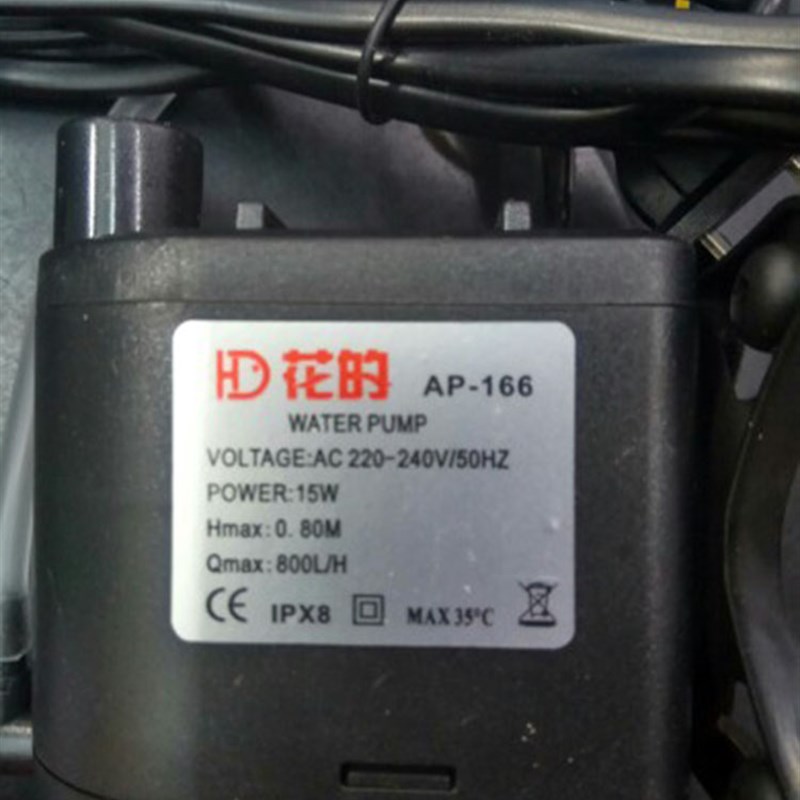 HD 花的 AP-166
WATER PUMP
VOLTAGE:AC 220-240V/50HZ
POWER:15W
Hmax:0.80M
Qmax:800L/H
CE IPX8 MAX 35°C